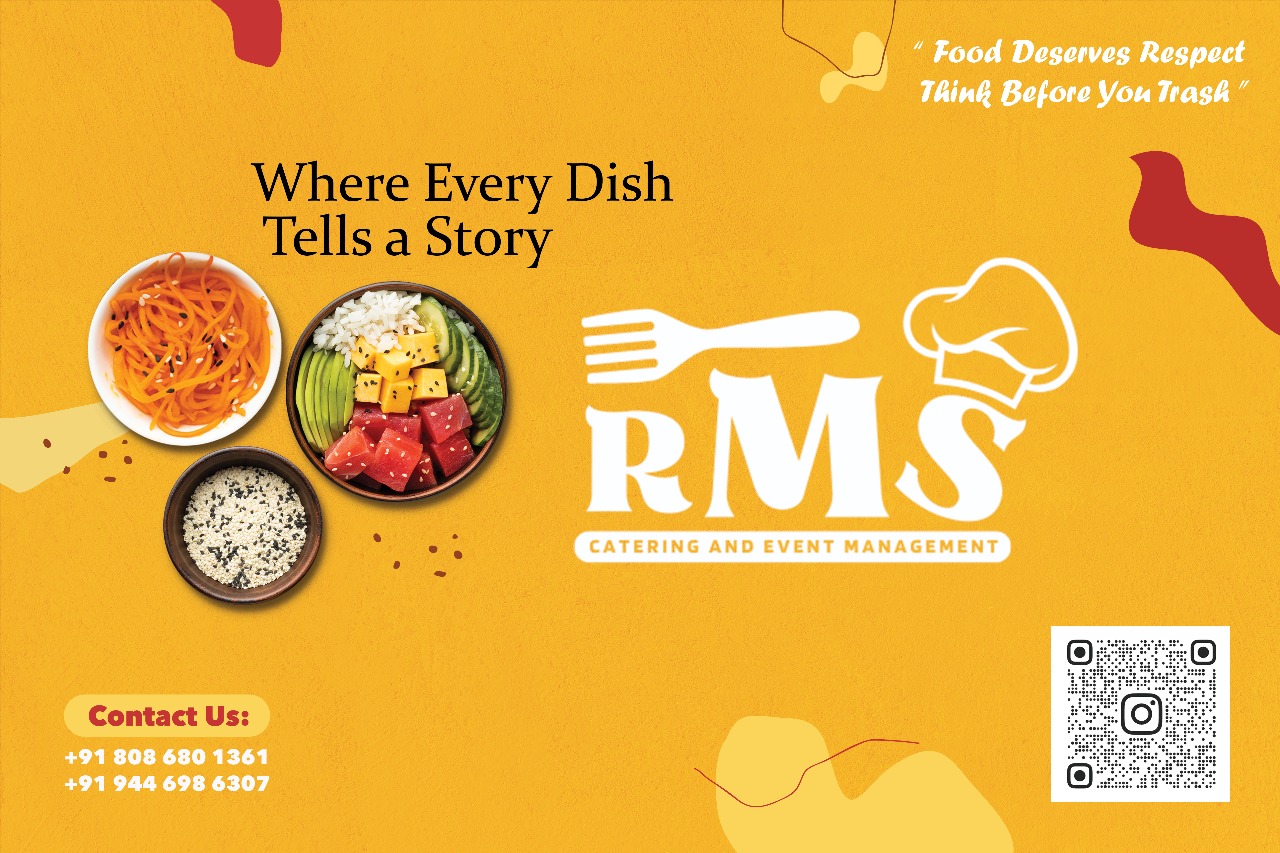 “ Food Deserves Respect
Think Before You Trash ”
Where Every Dish
Tells a Story
RMS
CATERING AND EVENT MANAGEMENT
Contact Us:
+91 808 680 1361
+91 944 698 6307